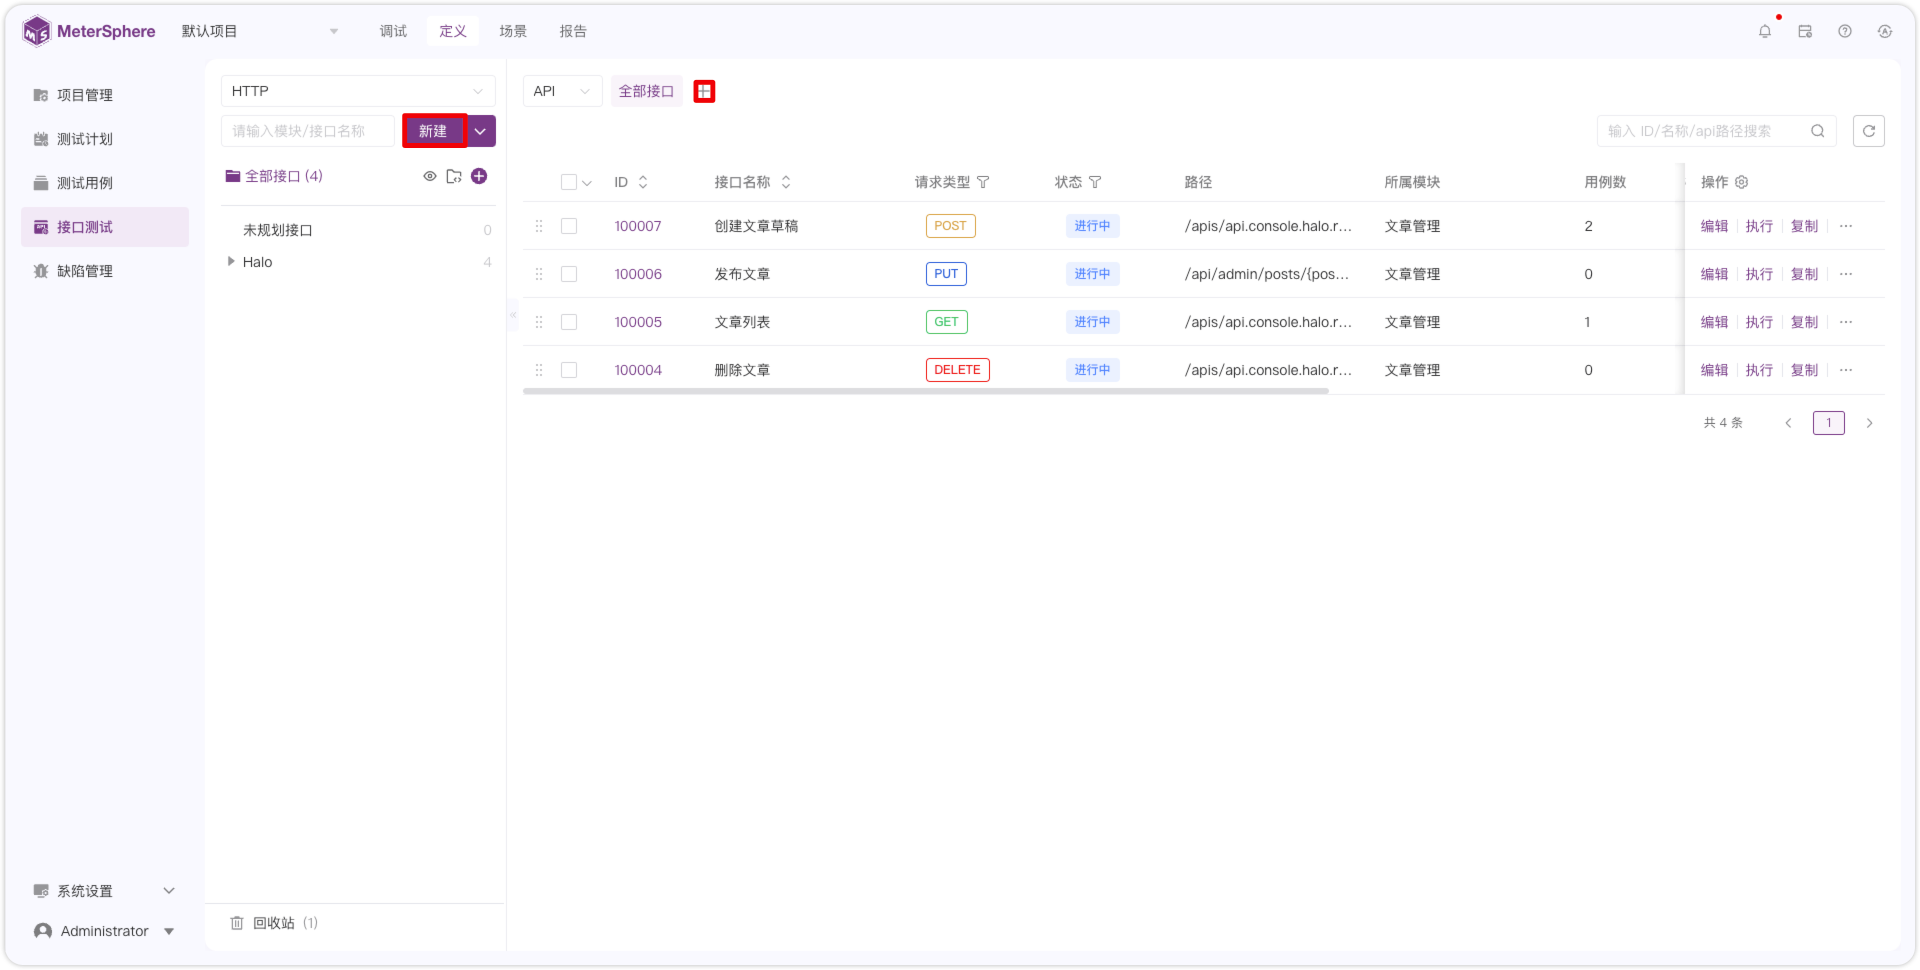 MeterSphere
默认项目
调试
定义
场景
报告
项目管理
测试计划
测试用例
接口测试
缺陷管理
系统设置
Administrator
HTTP
请输入模块/接口名称
新建
全部接口 (4)
未规划接口 0
Halo 4
回收站 (1)
API
全部接口
输入 ID/名称/api路径搜索
ID 接口名称 请求类型 状态 路径 所属模块 用例数 操作
100007 创建文章草稿 POST 进行中 /apis/api.console.halo.r... 文章管理 2 编辑 执行 复制 ...
100006 发布文章 PUT 进行中 /api/admin/posts/{pos... 文章管理 0 编辑 执行 复制 ...
100005 文章列表 GET 进行中 /apis/api.console.halo.r... 文章管理 1 编辑 执行 复制 ...
100004 删除文章 DELETE 进行中 /apis/api.console.halo.r... 文章管理 0 编辑 执行 复制 ...
共 4 条 1